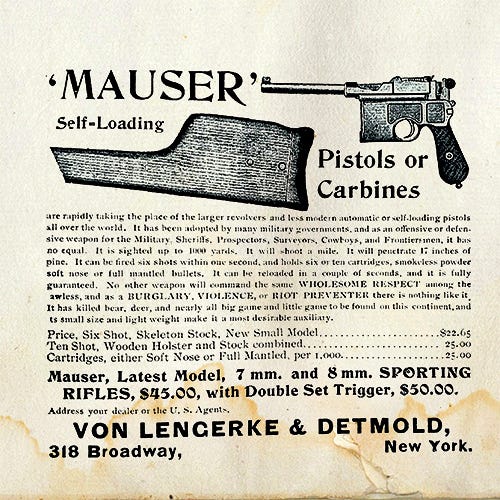 'MAUSER'
Self-Loading
Pistols or
Carbines
are rapidly taking the place of the larger revolvers and less modern automatic or self-loading pistols
all over the world. It has been adopted by many military governments, and as an offensive or defen-
sive weapon for the Military, Sheriffs, Prospectors, Surveyors, Cowboys, and Frontiersmen, it has
no equal. It is sighted up to 1000 yards. It will shoot a mile. It will penetrate 17 inches of
pine. It can be fired six shots within one second, and holds six or ten cartridges, smokeless powder
soft nose or full mantled bullets. It can be reloaded in a couple of seconds, and it is fully
guaranteed. No other weapon will command the same WHOLESOME RESPECT among the
awless, and as a BURGLARY, VIOLENCE, or RIOT PREVENTER there is nothing like it
It has killed bear, deer, and nearly all big game and little game to be found on this continent, and
ts small size and light weight make it a most desirable auxiliary.
Price, Six Shot, Skeleton Stock, New Small Model....................$22.65
Ten Shot, Wooden Holster and Stock combined....................25.00
Cartridges, either Soft Nose or Full Mantled, per 1,000....................25.00
Mauser, Latest Model, 7 mm. and 8 mm. SPORTING
RIFLES, $45.00, with Double Set Trigger, $50.00.
Address your dealer or the U. S. Agents.
VON LENGERKE & DETMOLD,
318 Broadway, New York.